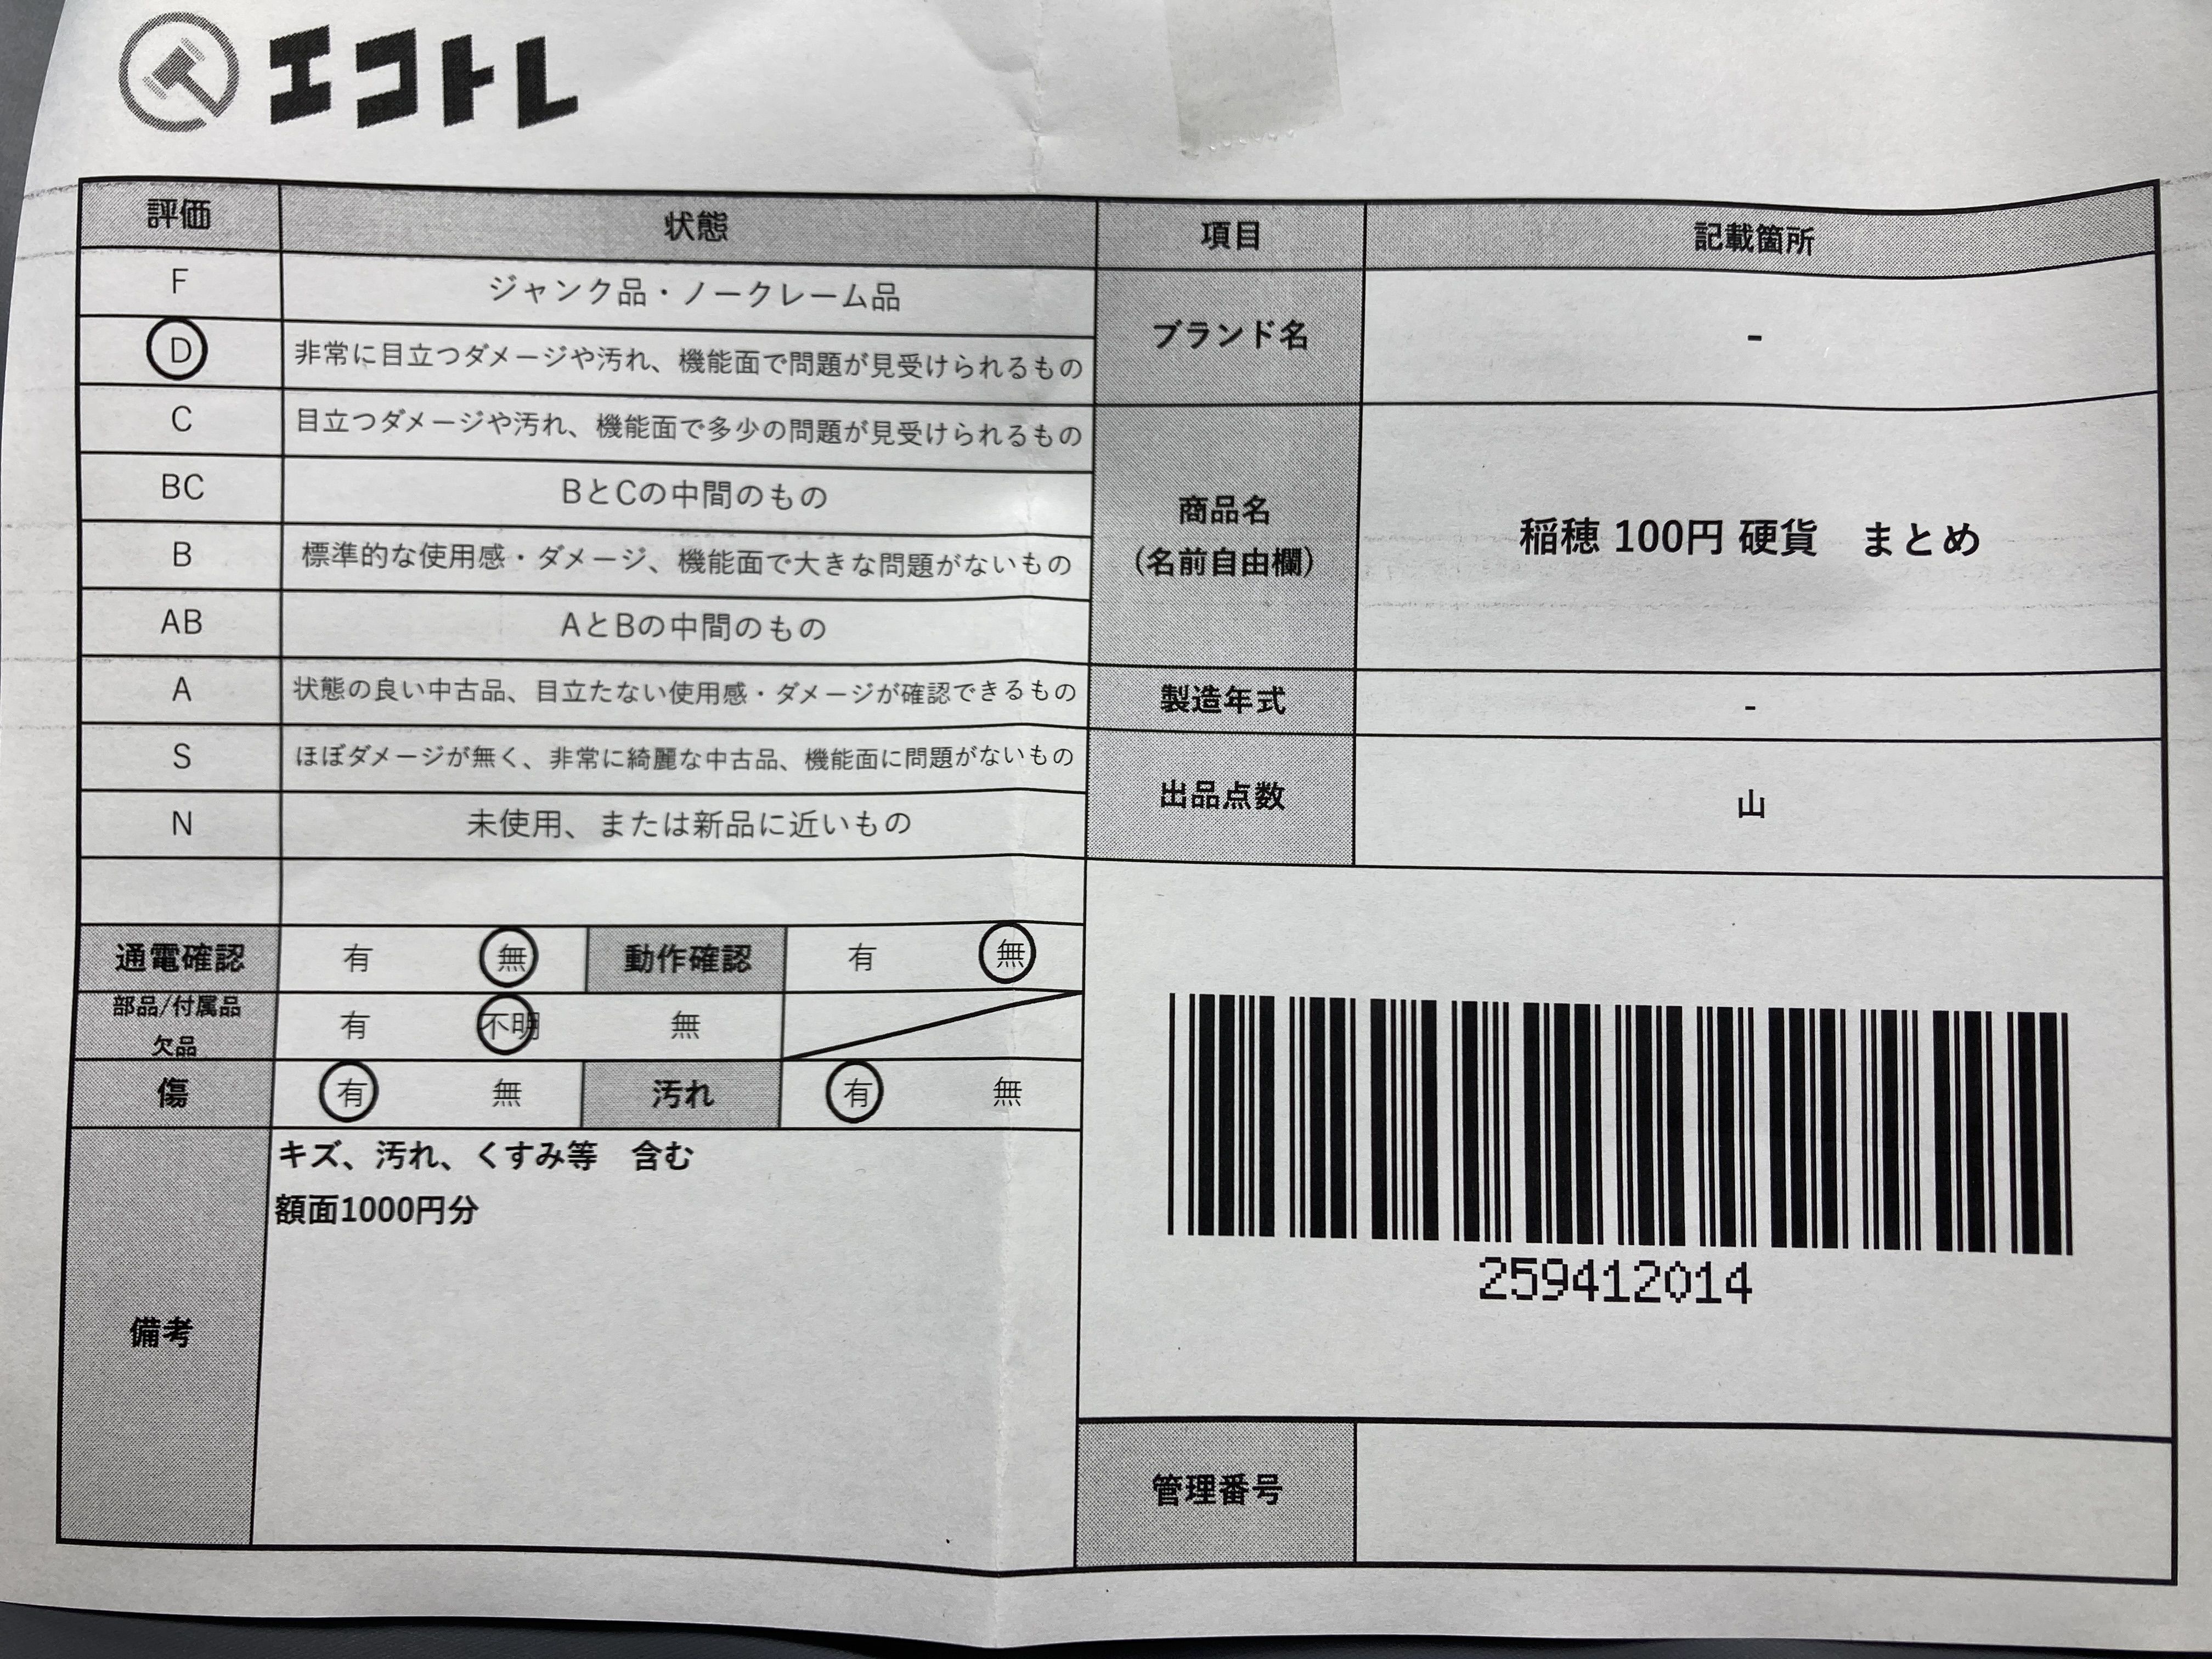 エコトレ
評価 状態
F ジャンク品・ノークレーム品
D 非常に目立つダメージや汚れ、機能面で問題が見受けられるもの
C 目立つダメージや汚れ、機能面で多少の問題が見受けられるもの
BC BとCの中間のもの
B 標準的な使用感・ダメージ、機能面で大きな問題がないもの
AB AとBの中間のもの
A 状態の良い中古品、目立たない使用感・ダメージが確認できるもの
S ほぼダメージが無く、非常に綺麗な中古品、機能面に問題がないもの
N 未使用、または新品に近いもの
通電確認 有 無 動作確認 有 無
部品/付属品
欠品 有 不明 無
傷 有 無 汚れ 有 無
備考
キズ、汚れ、くすみ等　含む
額面1000円分
項目 記載箇所
ブランド名 -
商品名
（名前自由欄）
稲穂 100円 硬貨　まとめ
製造年式 -
出品点数 山
259412014
管理番号